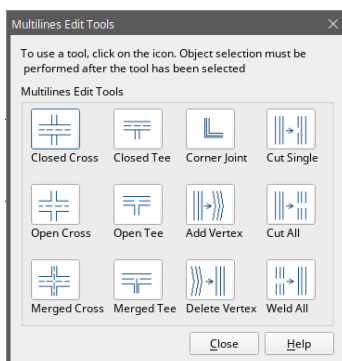 Multilines Edit Tools
To use a tool, click on the icon. Object selection must be
performed after the tool has been selected
Multilines Edit Tools
Closed Cross Closed Tee Corner Joint Cut Single
Open Cross Open Tee Add Vertex Cut All
Merged Cross Merged Tee Delete Vertex Weld All
Close Help